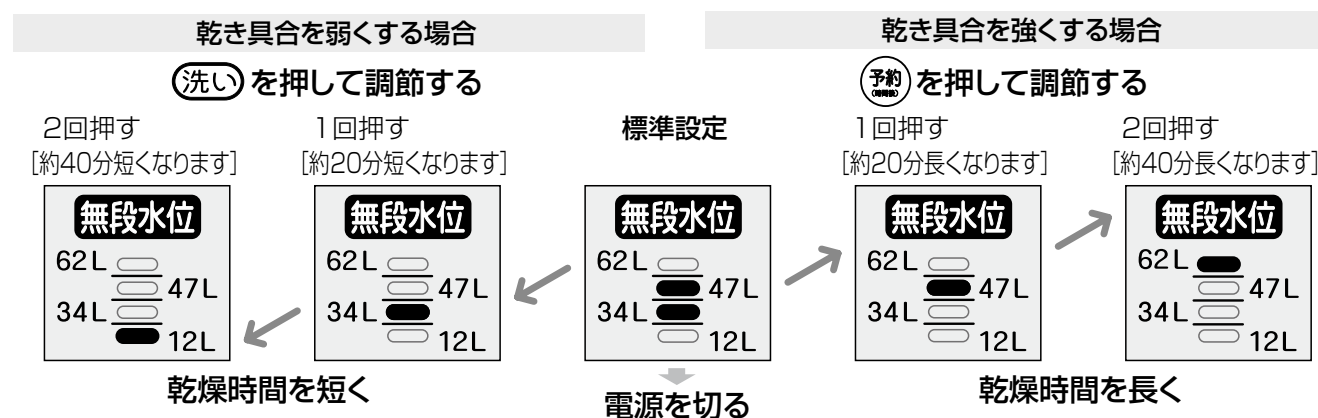 乾き具合を弱くする場合
乾き具合を強くする場合
洗い を押して調節する
予約 を押して調節する
2回押す
[約40分短くなります]
1回押す
[約20分短くなります]
標準設定
1回押す
[約20分長くなります]
2回押す
[約40分長くなります]
無段水位
62L
47L
34L
12L
無段水位
62L
47L
34L
12L
無段水位
62L
47L
34L
12L
無段水位
62L
47L
34L
12L
無段水位
62L
47L
34L
12L
乾燥時間を短く
電源を切る
乾燥時間を長く